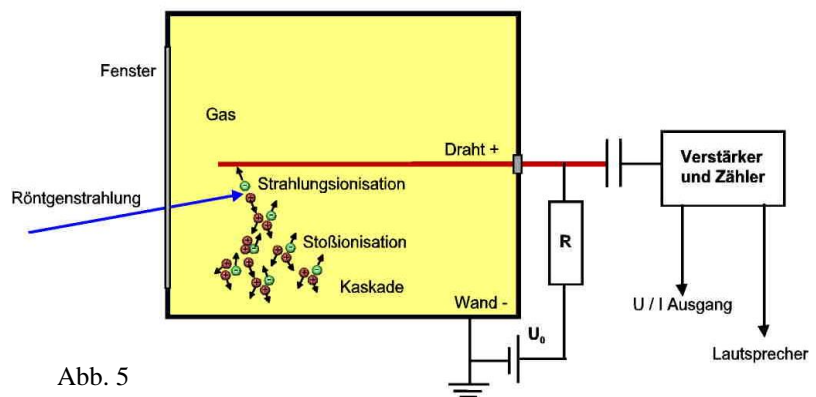 Fenster
Gas
Draht +
Verstärker
und Zähler
Röntgenstrahlung
Strahlungsionisation
Stoßionisation
R
Kaskade
Wand -
U₀
U / I Ausgang
Lautsprecher
Abb. 5